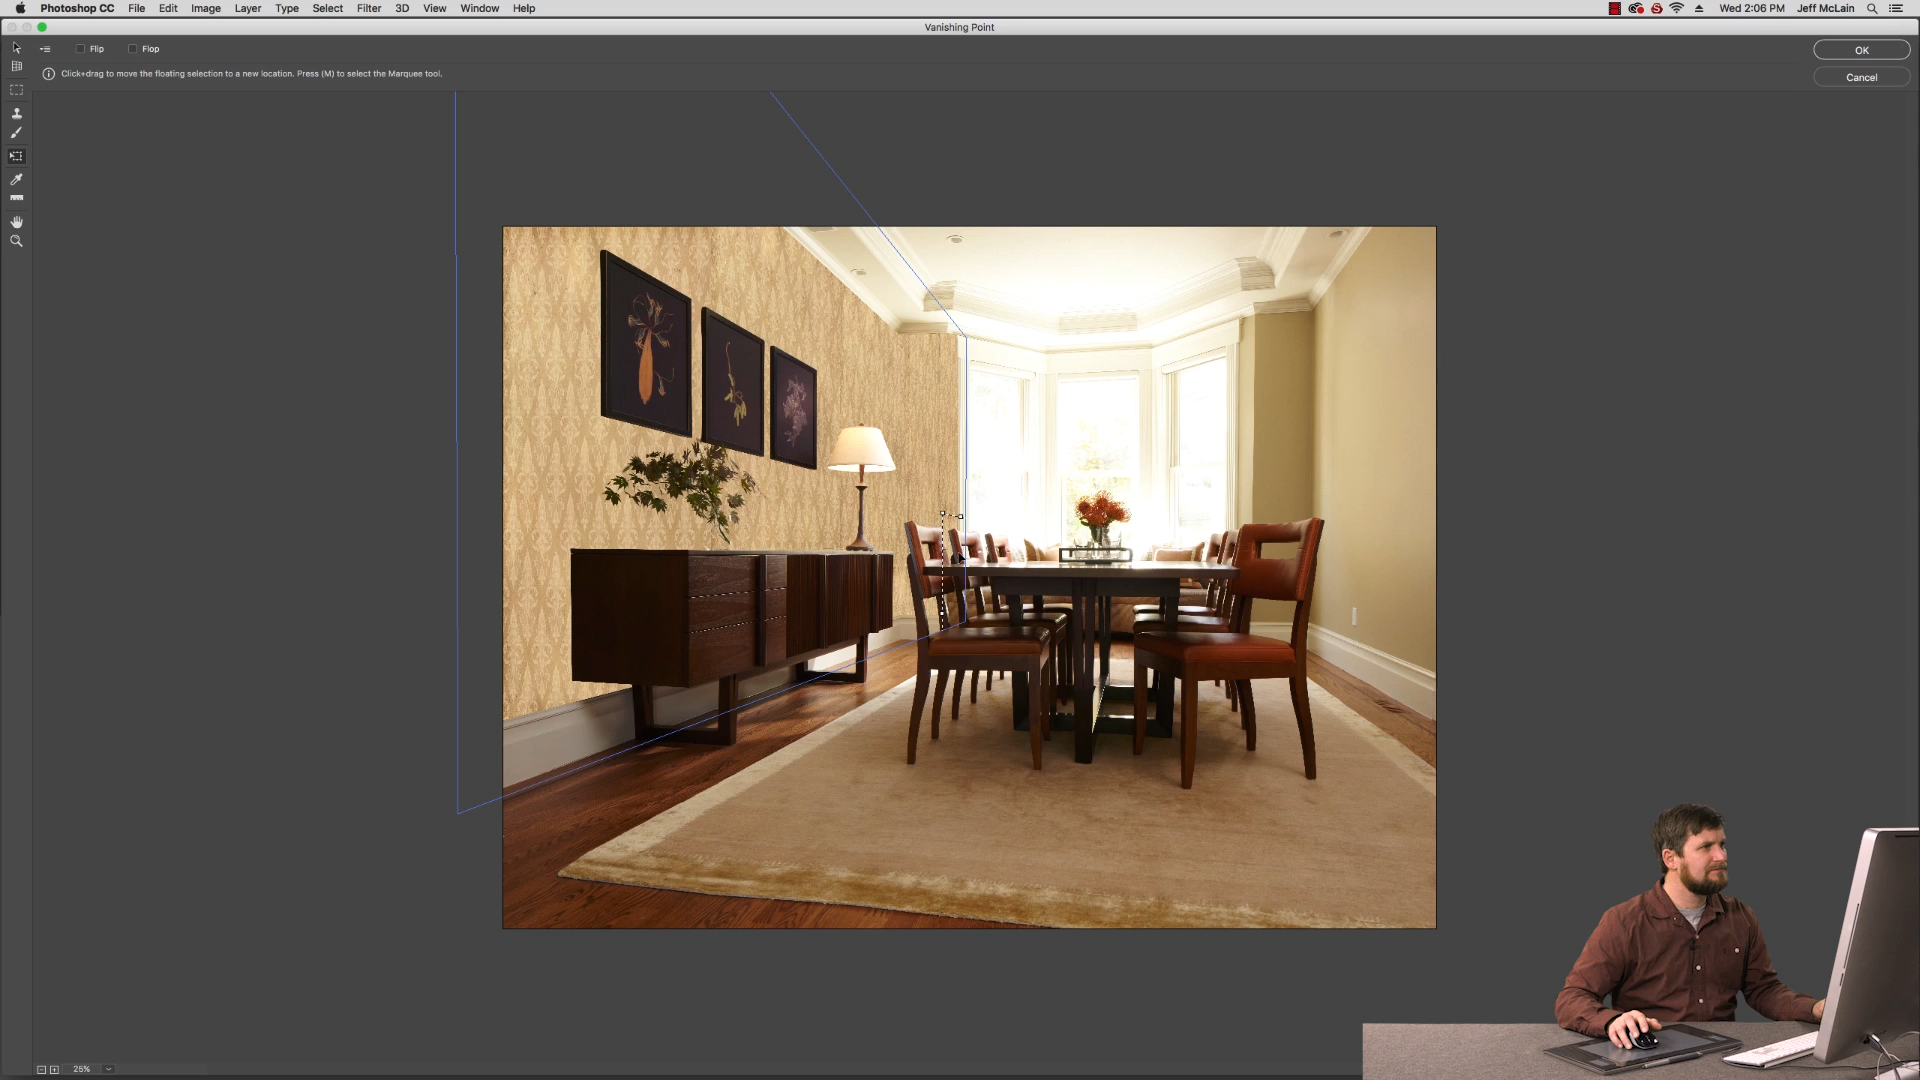 Photoshop CC File Edit Image Layer Type Select Filter 3D View Window Help Wed 2:06 PM Jeff McLain
Vanishing Point
Flip Flop OK
Click+drag to move the floating selection to a new location. Press (M) to select the Marquee tool.
Cancel
25%